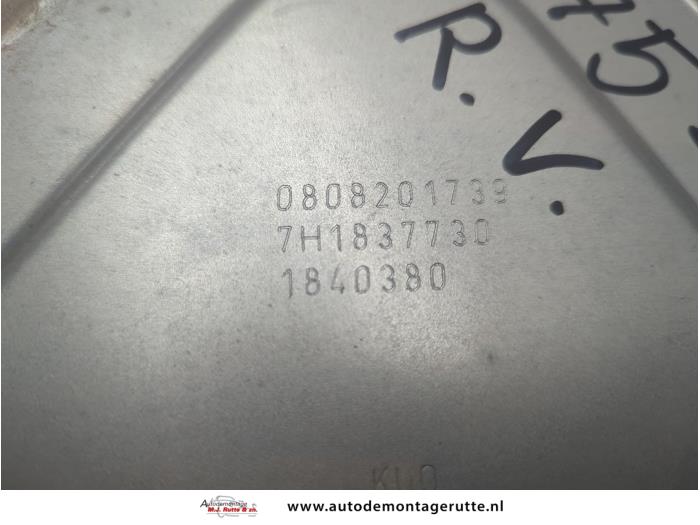 75
R.V.
0808201739
7H1837730
1840380
Autodemontage
M.J. Rutte & zn.
www.autodemontagerutte.nl